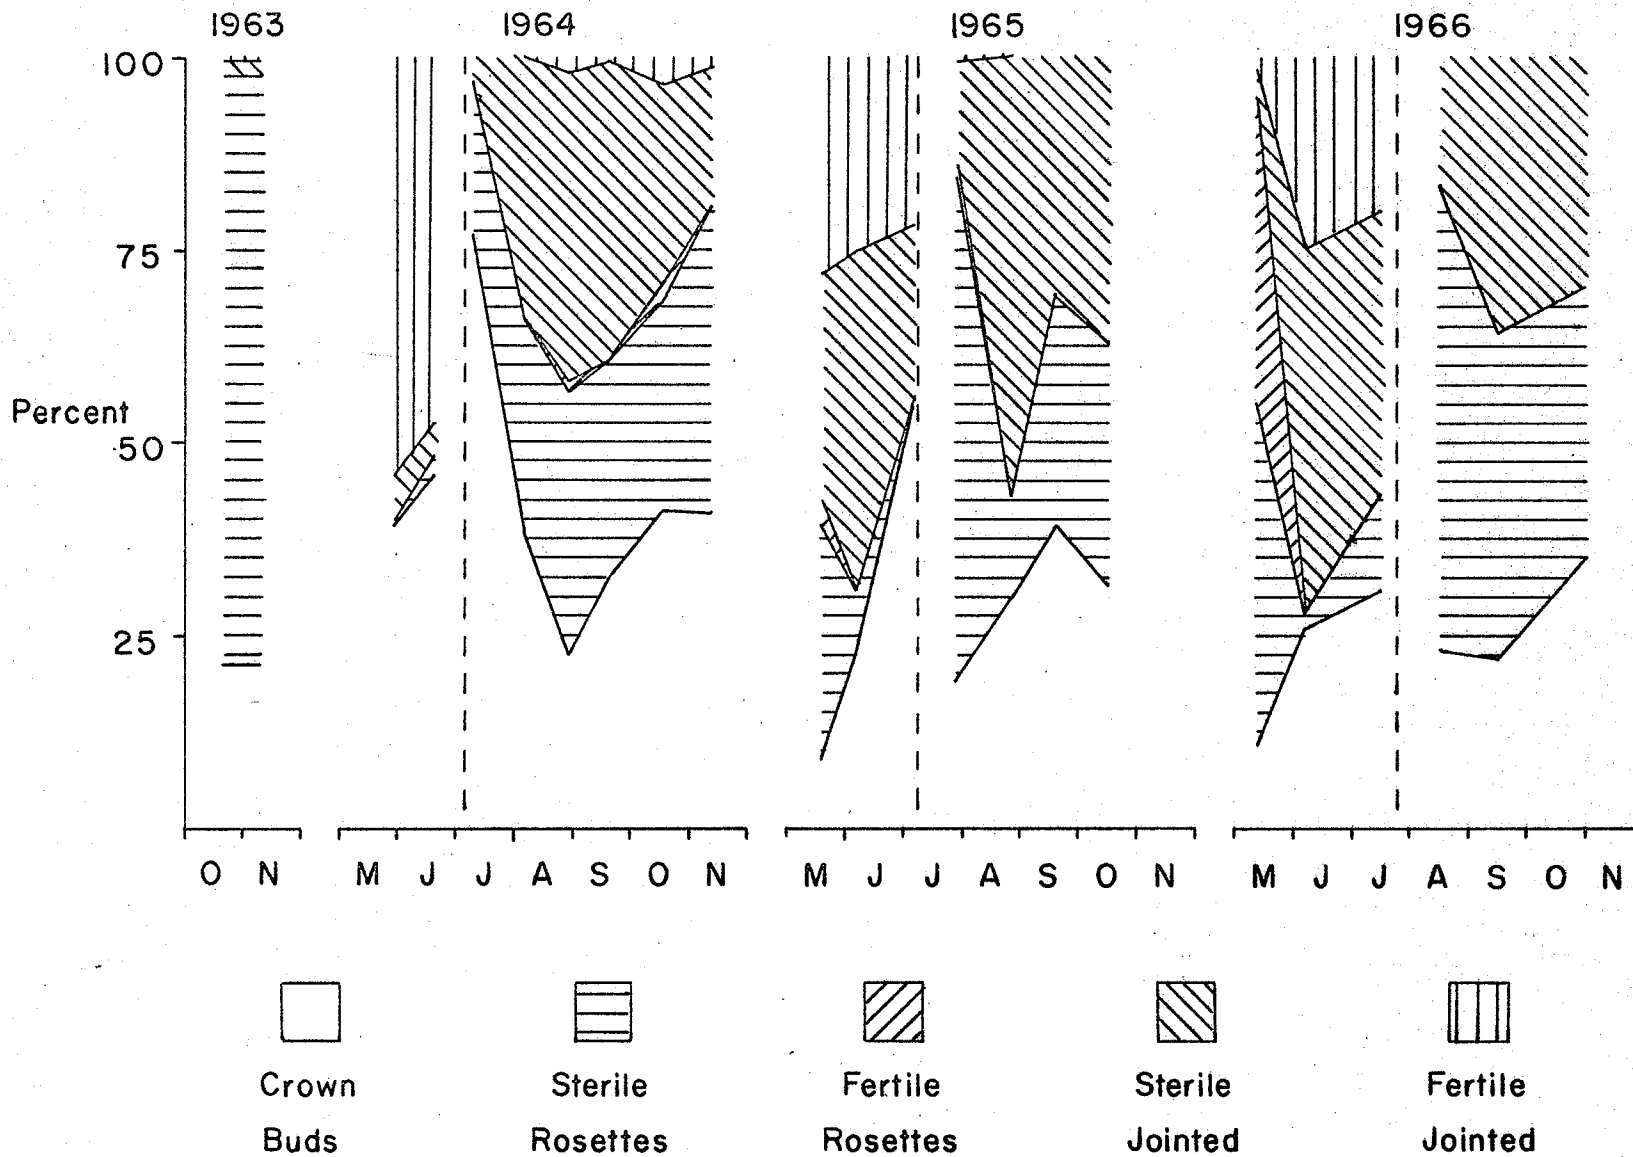 1963 1964 1965 1966
100
75
Percent
50
25
O N M J J A S O N M J J A S O N M J J A S O N
Crown Sterile Fertile Sterile Fertile
Buds Rosettes Rosettes Jointed Jointed